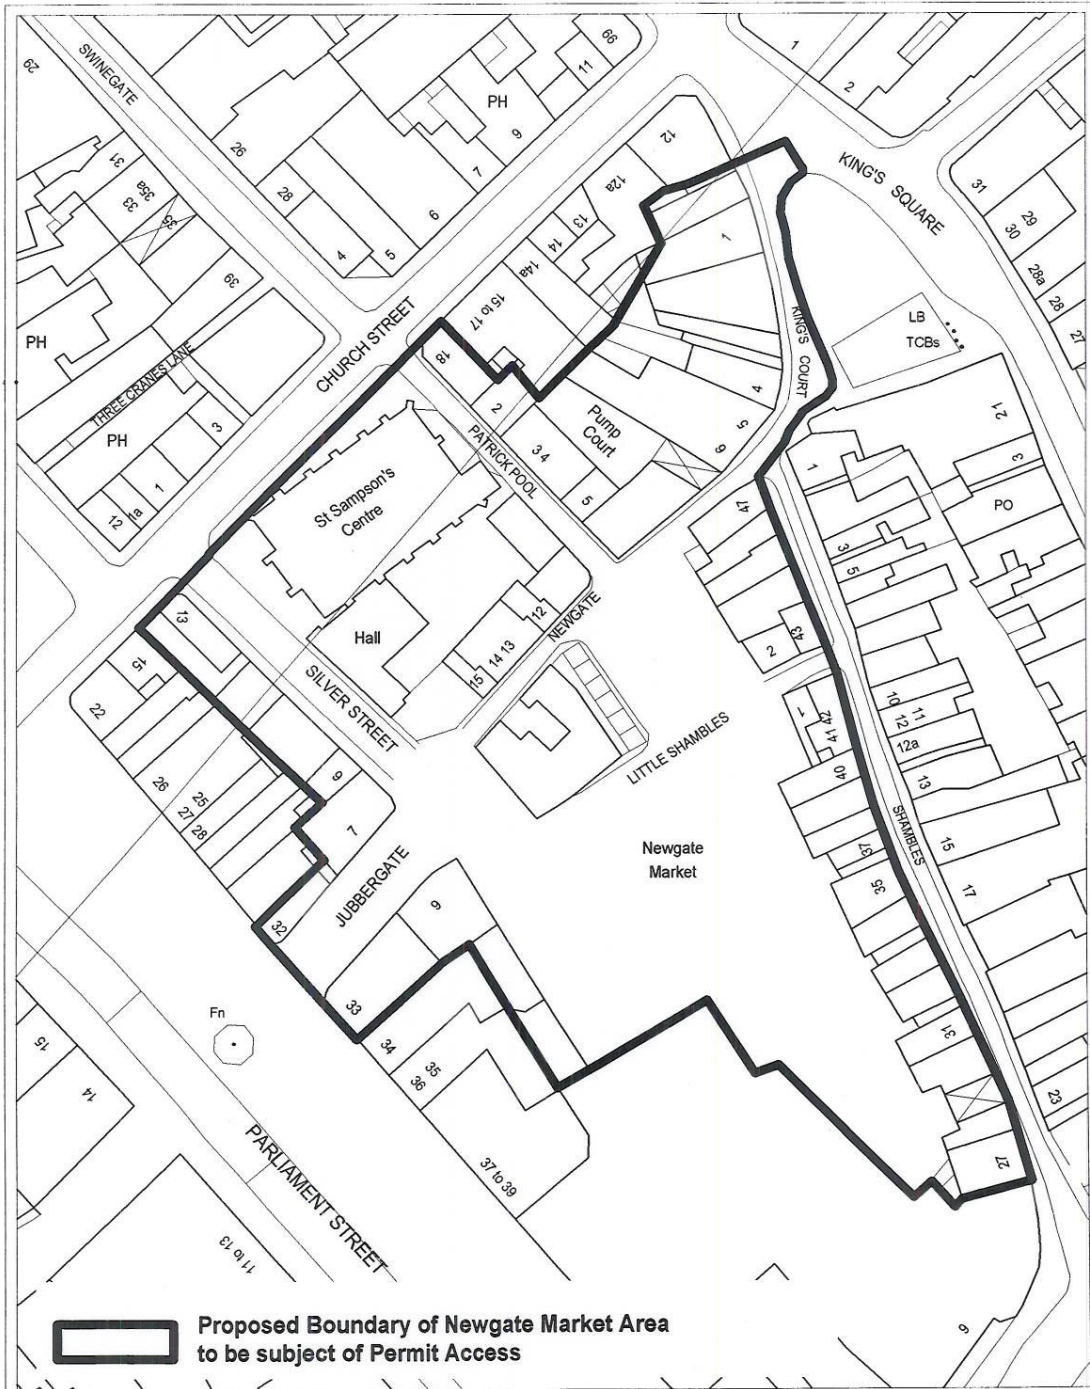 29
SWINEGATE
66
11
PH
9
7
6
26
28
4
5
1
2
12
12a
13
14
14a
15 to 17
KING'S SQUARE
31
29
30
28a
28
27
31
33
35a
35
39
PH
THREE CRANES LANE
PH
3
1
1a
12
CHURCH STREET
18
2
PATRICK POOL
3 4
5
Pump
Court
1
4
5
6
KING'S COURT
LB
TCBs
21
3
PO
St Sampson's
Centre
Hall
13
15
22
SILVER STREET
15
14 13
12
NEWGATE
47
1
3
5
43
2
LITTLE SHAMBLES
1
41 42
40
10
11
12
12a
13
26
25
27
28
9
7
JUBBERGATE
32
9
33
34
35
36
37 to 39
Newgate
Market
37
35
SHAMBLES
15
17
31
23
27
Fn
15
14
PARLIAMENT STREET
11 to 13
9
Proposed Boundary of Newgate Market Area
to be subject of Permit Access